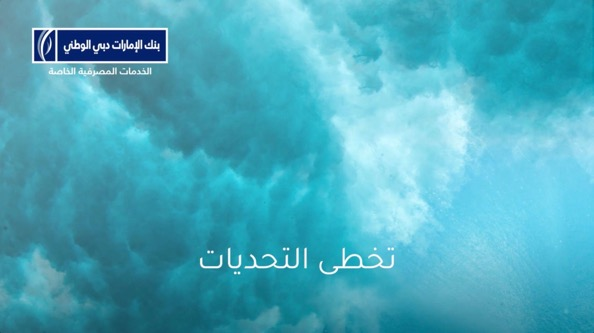 بنك الإمارات دبي الوطني
الخدمات المصرفية الخاصة
تخطى التحديات